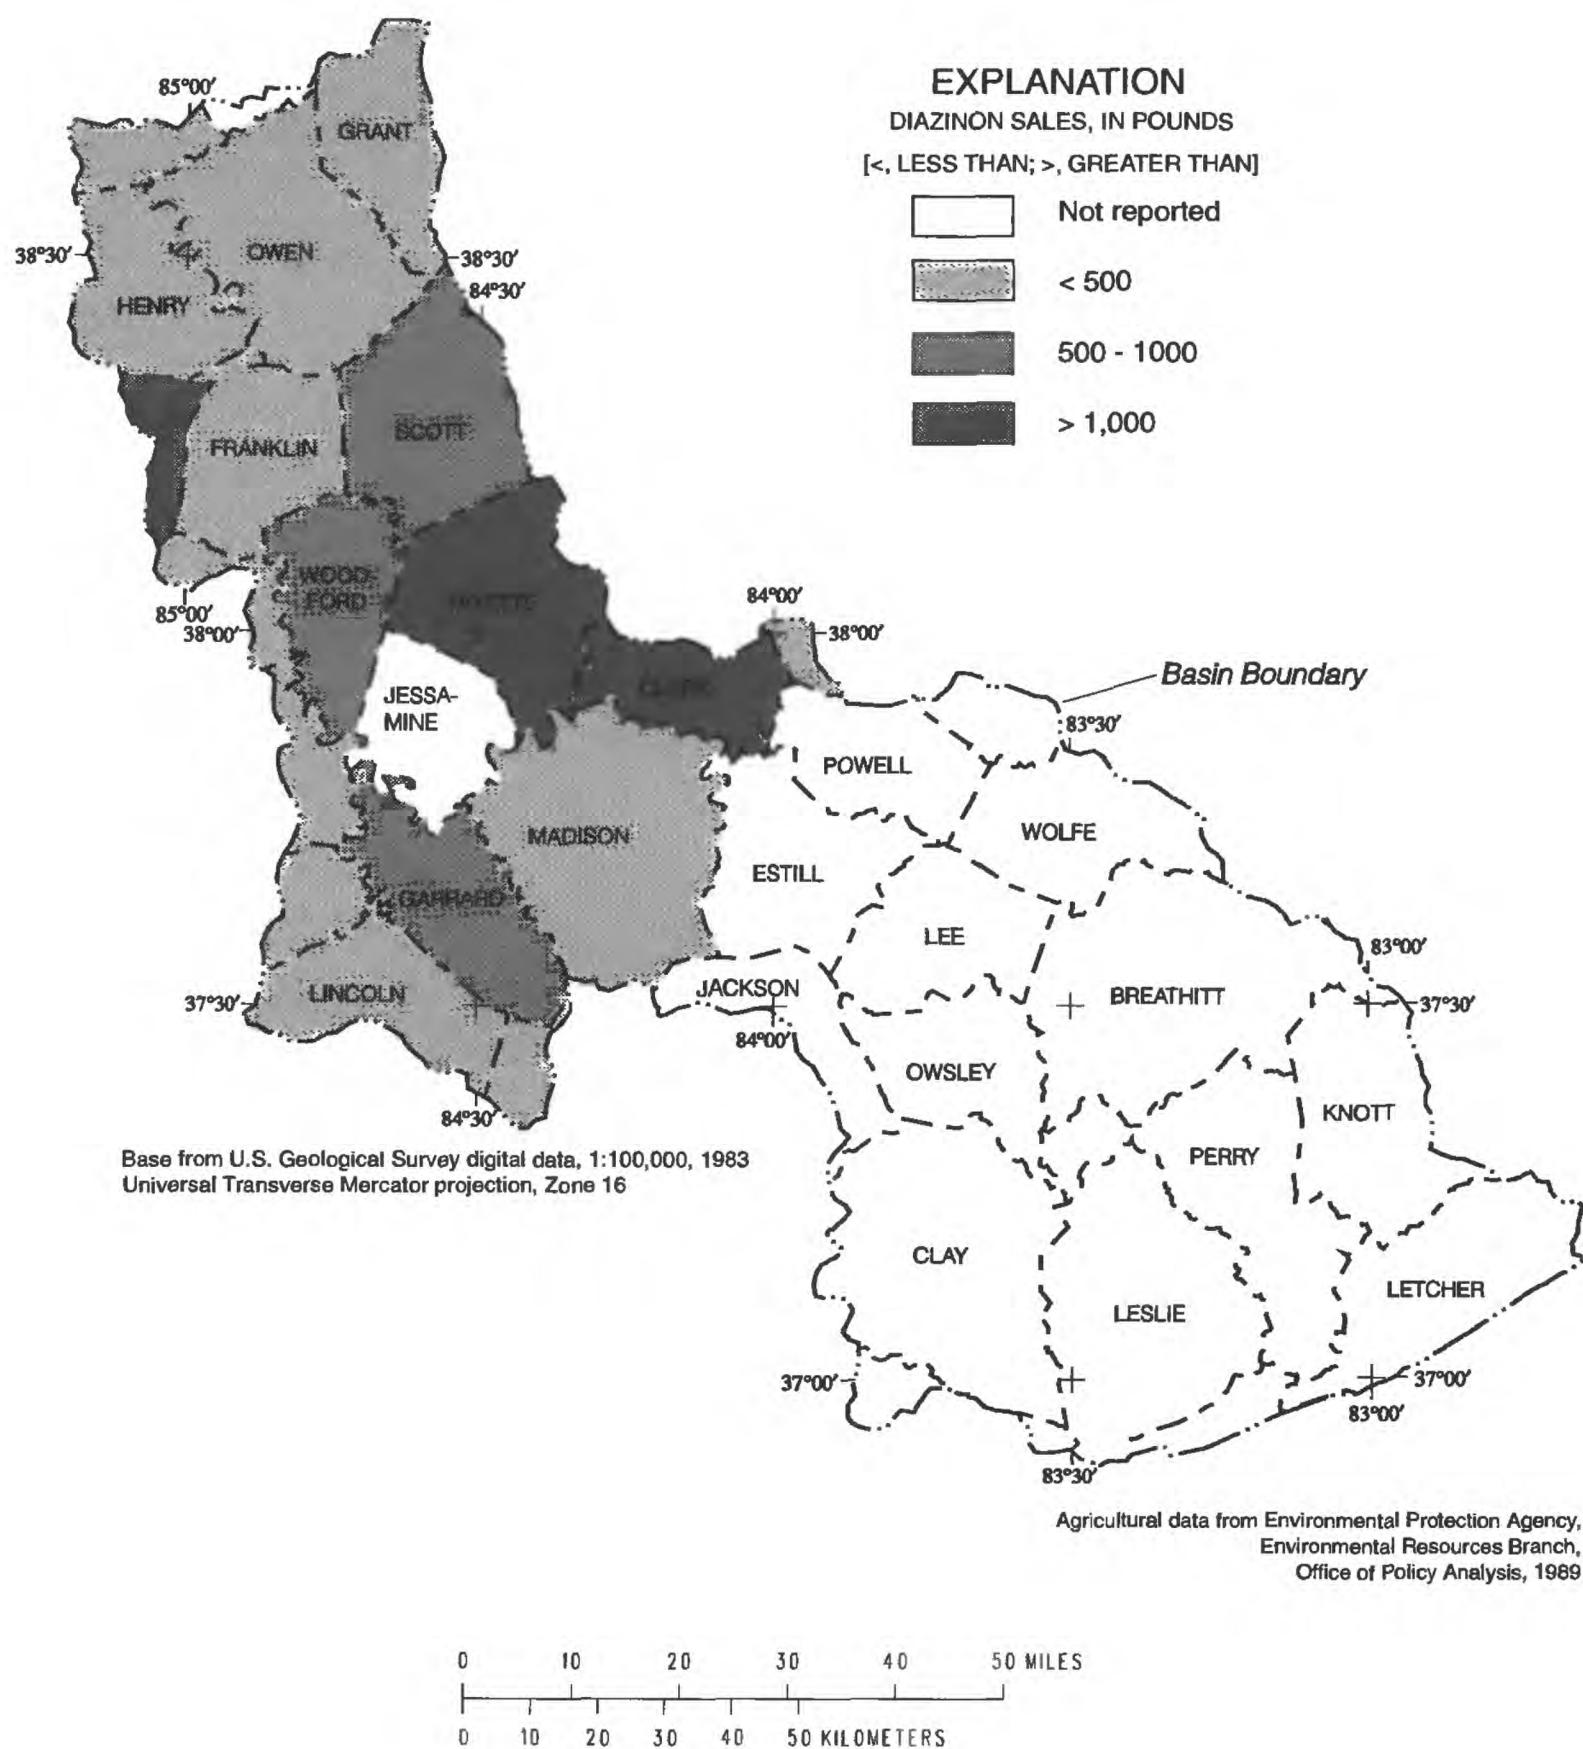 EXPLANATION
DIAZINON SALES, IN POUNDS
[<, LESS THAN; >, GREATER THAN]
Not reported
< 500
500 - 1000
> 1,000
85°00′
GRANT
38°30′
OWEN
38°30′
84°30′
HENRY
FRANKLIN
SCOTT
WOOD-
FORD
FAYETTE
85°00′
38°00′
84°00′
38°00′
CLARK
JESSA-
MINE
Basin Boundary
83°30′
POWELL
WOLFE
MADISON
ESTILL
GARRARD
LEE
83°00′
LINCOLN
37°30′
JACKSON
BREATHITT
37°30′
84°00′
OWSLEY
KNOTT
84°30′
PERRY
Base from U.S. Geological Survey digital data, 1:100,000, 1983
Universal Transverse Mercator projection, Zone 16
CLAY
LESLIE
LETCHER
37°00′
37°00′
83°00′
83°30′
Agricultural data from Environmental Protection Agency,
Environmental Resources Branch,
Office of Policy Analysis, 1989
0 10 20 30 40 50 MILES
0 10 20 30 40 50 KILOMETERS